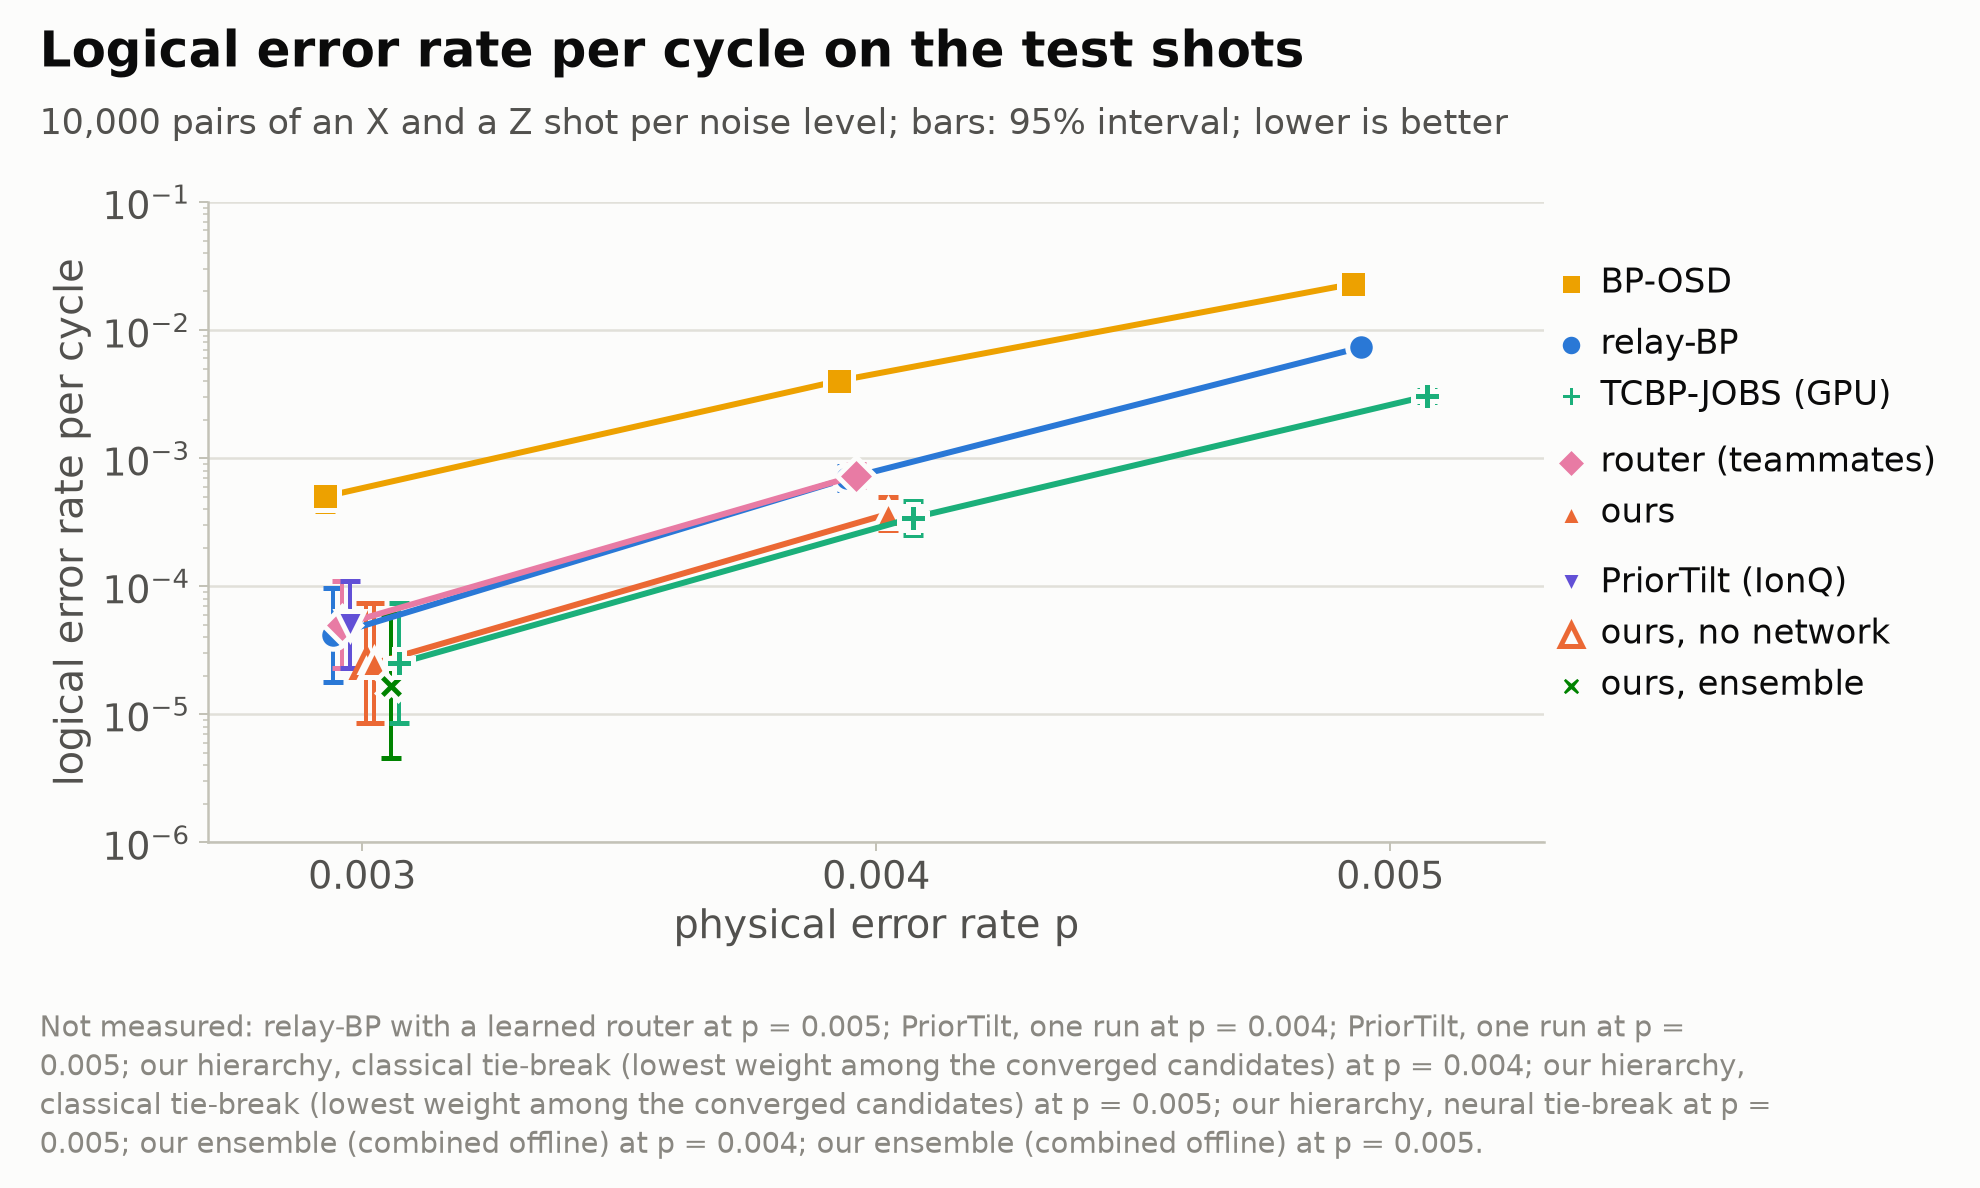 Logical error rate per cycle on the test shots
10,000 pairs of an X and a Z shot per noise level; bars: 95% interval; lower is better
logical error rate per cycle
10⁻¹
10⁻²
10⁻³
10⁻⁴
10⁻⁵
10⁻⁶
0.003
0.004
0.005
physical error rate p
BP-OSD
relay-BP
TCBP-JOBS (GPU)
router (teammates)
ours
PriorTilt (IonQ)
ours, no network
ours, ensemble
Not measured: relay-BP with a learned router at p = 0.005; PriorTilt, one run at p = 0.004; PriorTilt, one run at p =
0.005; our hierarchy, classical tie-break (lowest weight among the converged candidates) at p = 0.004; our hierarchy,
classical tie-break (lowest weight among the converged candidates) at p = 0.005; our hierarchy, neural tie-break at p =
0.005; our ensemble (combined offline) at p = 0.004; our ensemble (combined offline) at p = 0.005.